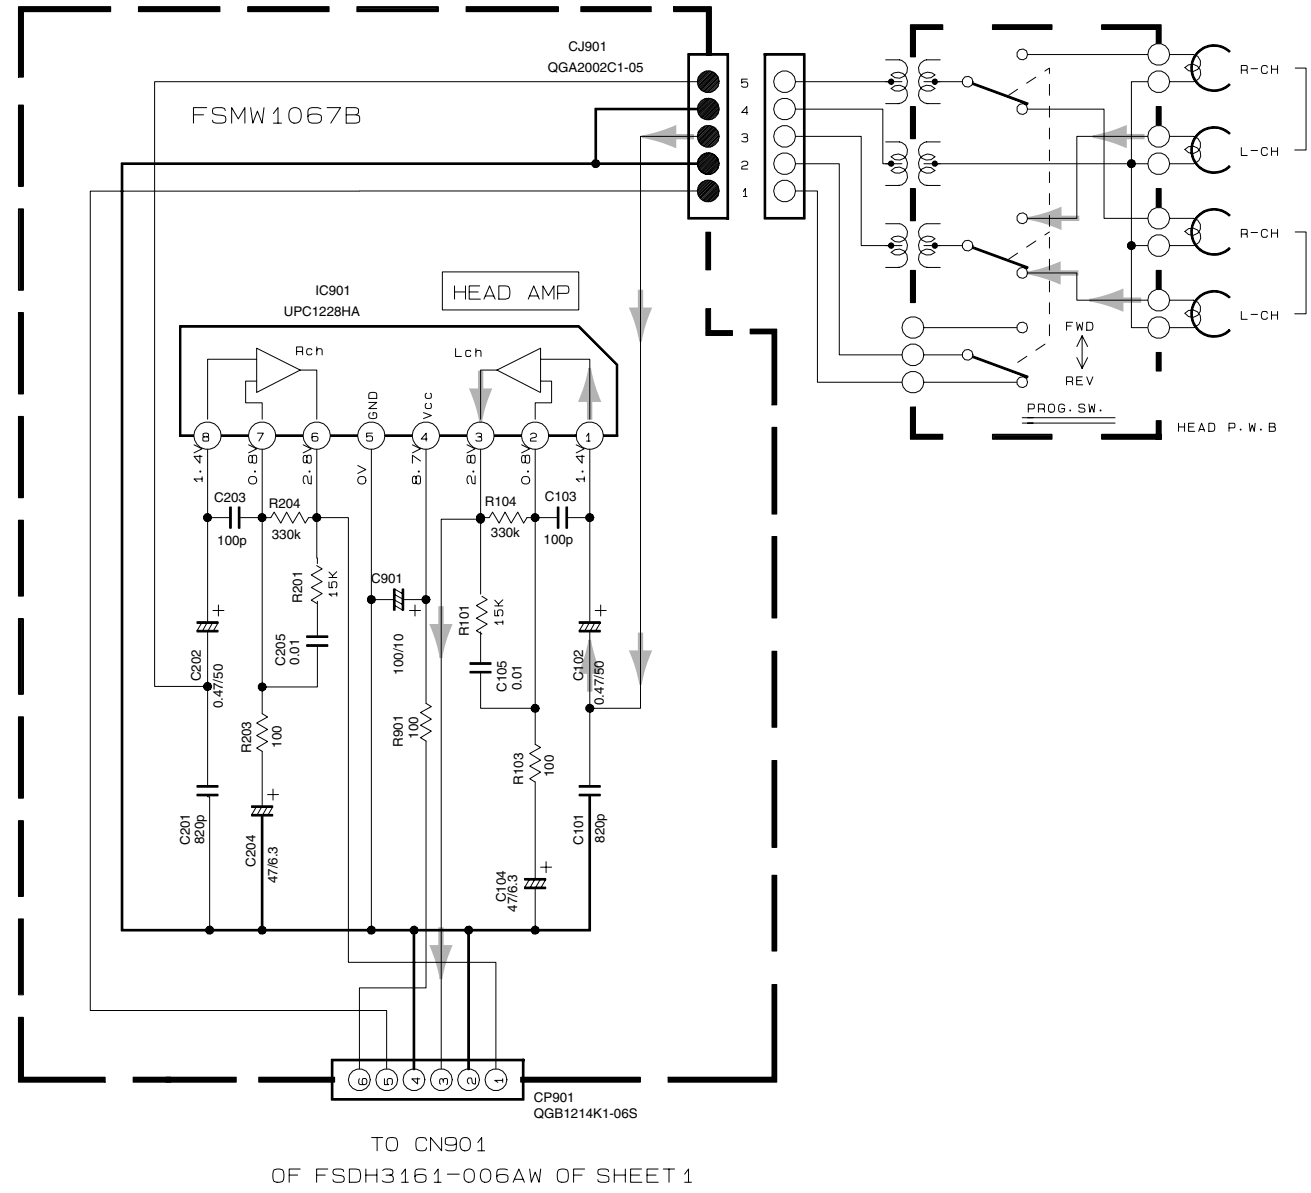 CJ901
QGA2002C1-05
FSMW1067B
5
4
3
2
1
R-CH
L-CH
R-CH
L-CH
FWD
REV
PROG. SW.
HEAD P. W. B
HEAD AMP
IC901
UPC1228HA
Rch
Lch
GND
Vcc
8
7
6
5
4
3
2
1
1. 4V
0. 8V
2. 8V
0V
8. 7V
2. 8V
0. 8V
1. 4V
C203
100p
R204
330k
R104
330k
C103
100p
R201
15K
C205
0.01
C901
100/10
R101
15K
C105
0.01
C102
0.47/50
C202
0.47/50
R203
100
R901
100
R103
100
C201
820p
C204
47/6.3
C104
47/6.3
C101
820p
+
+
+
+
+
6
5
4
3
2
1
CP901
QGB1214K1-06S
TO CN901
OF FSDH3161-006AW OF SHEET 1